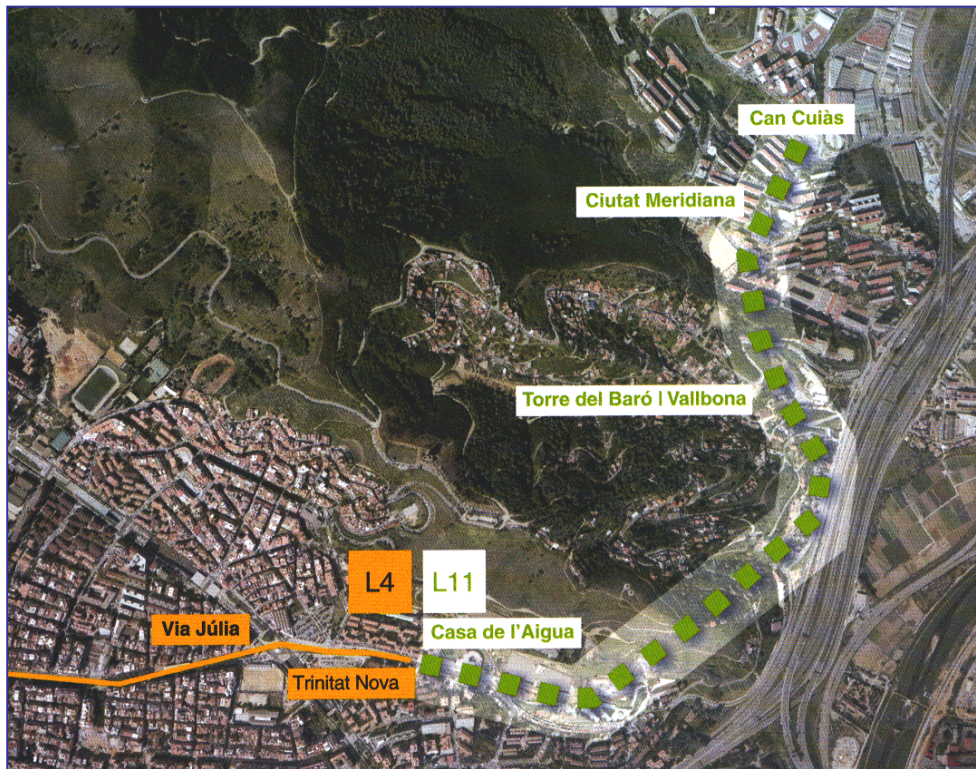 Can Cuiàs
Ciutat Meridiana
Torre del Baró I Vallbona
L4
L11
Via Júlia
Casa de l'Aigua
Trinitat Nova